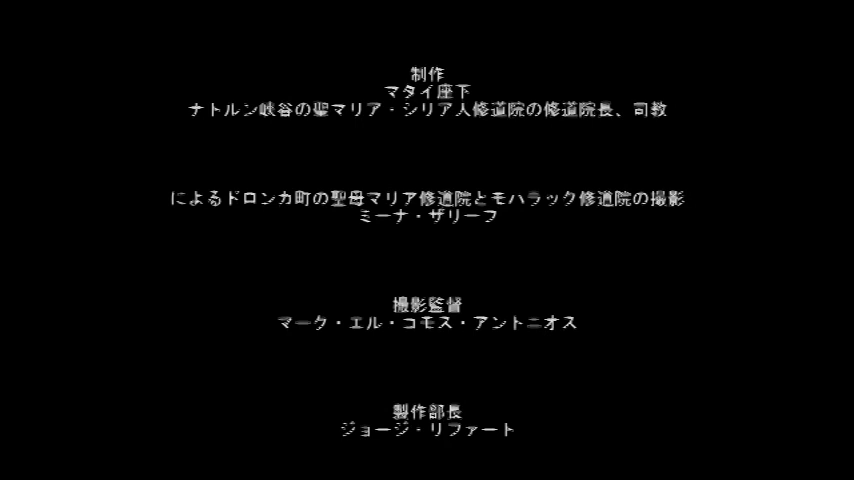 制作
マタイ座下
ナトルン峡谷の聖マリア・シリア人修道院の修道院長、司教
によるドロンカ町の聖母マリア修道院とモハラック修道院の撮影
ミーナ・ザリーフ
撮影監督
マーク・エル・コモス・アントニオス
製作部長
ジョージ・リファート